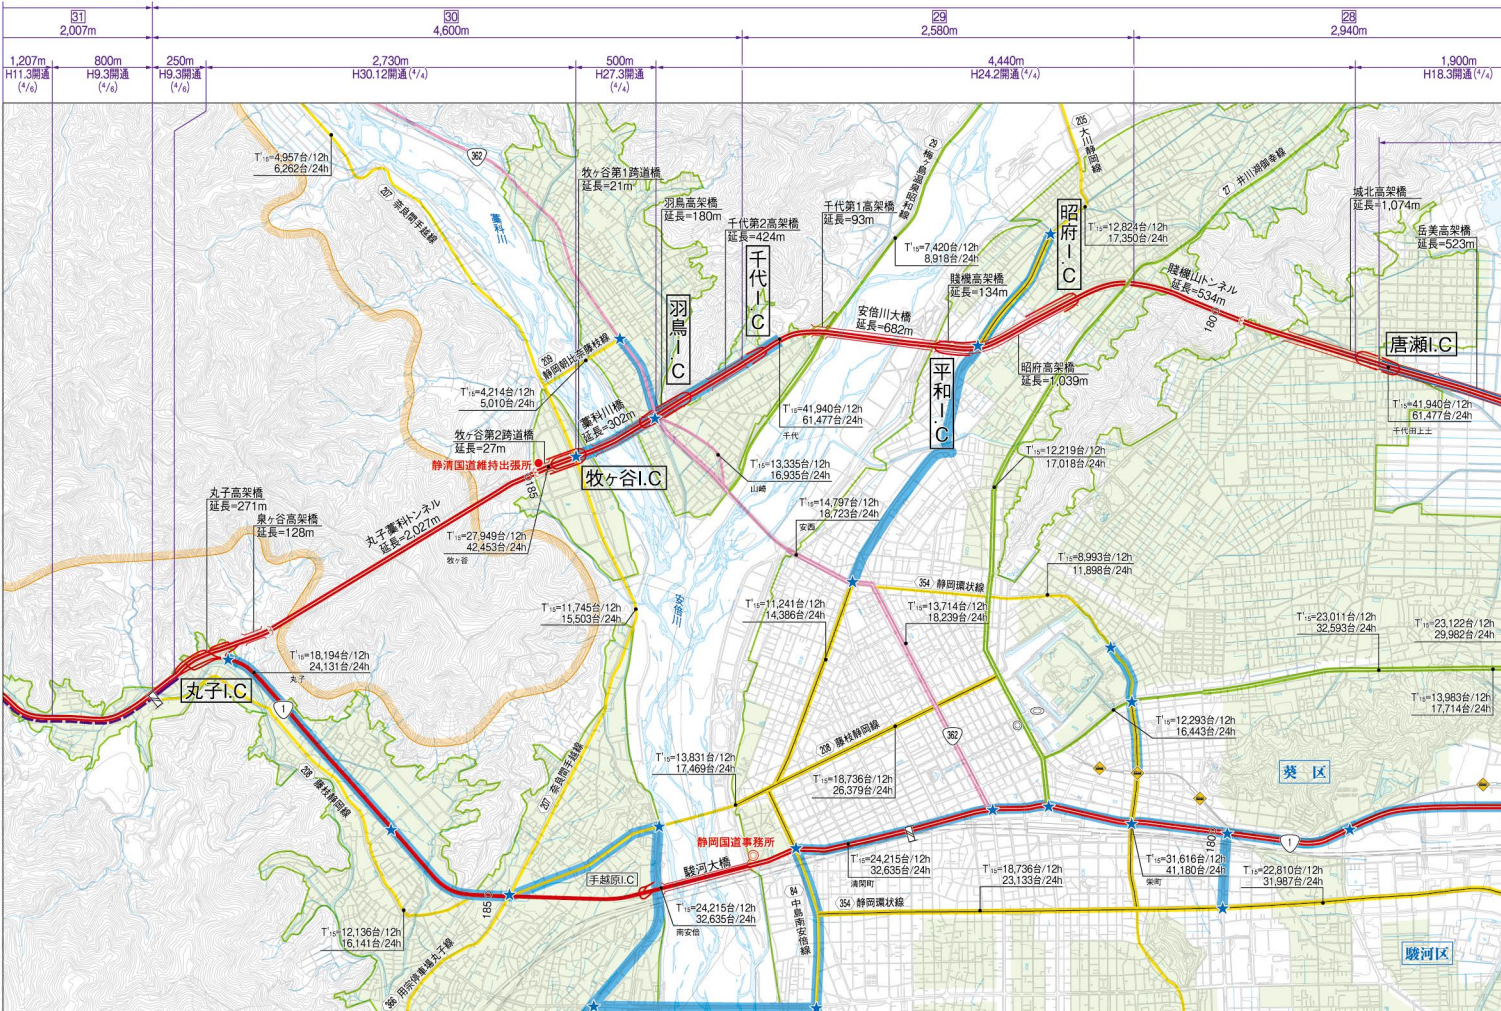 31
2,007m
30
4,600m
29
2,580m
28
2,940m
1,207m
H11.3開通
(4/6)
800m
H9.3開通
(4/6)
250m
H9.3開通
(4/6)
2,730m
H30.12開通(4/4)
500m
H27.3開通
(4/4)
4,440m
H24.2開通(4/4)
1,900m
H18.3開通(4/4)
T'15=4,957台/12h
6,262台/24h
362
207 奈良間手越線
藁科川
牧ヶ谷第1跨道橋
延長=21m
羽鳥高架橋
延長=180m
千代第2高架橋
延長=424m
千代第1高架橋
延長=93m
29 梅ヶ島温泉昭和線
T'15=7,420台/12h
8,918台/24h
205 大川静岡線
27 井川湖御幸線
T'15=12,824台/12h
17,350台/24h
城北高架橋
延長=1,074m
岳美高架橋
延長=523m
昭府I.C
千代I.C
羽鳥I.C
賤機高架橋
延長=134m
安倍川大橋
延長=682m
賤機山トンネル
延長=534m
180
唐瀬I.C
平和I.C
昭府高架橋
延長=1,039m
209
静岡朝比奈藤枝線
T'15=4,214台/12h
5,010台/24h
藁科川橋
延長=302m
T'15=41,940台/12h
61,477台/24h
千代
T'15=41,940台/12h
61,477台/24h
千代田上土
牧ヶ谷第2跨道橋
延長=27m
静清国道維持出張所
牧ヶ谷I.C
185
T'15=13,335台/12h
16,935台/24h
山崎
T'15=12,219台/12h
17,018台/24h
丸子高架橋
延長=271m
泉ヶ谷高架橋
延長=128m
丸子藁科トンネル
延長=2,027m
T'15=27,949台/12h
42,453台/24h
牧ヶ谷
T'15=14,797台/12h
18,723台/24h
安西
T'15=8,993台/12h
11,898台/24h
354 静岡環状線
安倍川
T'15=11,745台/12h
15,503台/24h
T'15=11,241台/12h
14,386台/24h
T'15=13,714台/12h
18,239台/24h
T'15=23,011台/12h
32,593台/24h
T'15=23,122台/12h
29,982台/24h
T'15=18,194台/12h
24,131台/24h
丸子
丸子I.C
1
T'15=13,983台/12h
17,714台/24h
T'15=12,293台/12h
16,443台/24h
208 藤枝静岡線
362
T'15=13,831台/12h
17,469台/24h
T'15=18,736台/12h
26,379台/24h
葵区
208 藤枝静岡線
207 奈良間手越線
静岡国道事務所
駿河大橋
手越原I.C
180
1
T'15=24,215台/12h
32,635台/24h
清閑町
T'15=18,736台/12h
23,133台/24h
T'15=31,616台/12h
41,180台/24h
栄町
T'15=22,810台/12h
31,987台/24h
185
T'15=24,215台/12h
32,635台/24h
南安倍
84 中島南安倍線
354 静岡環状線
T'15=12,136台/12h
16,141台/24h
366 用宗停車場丸子線
駿河区